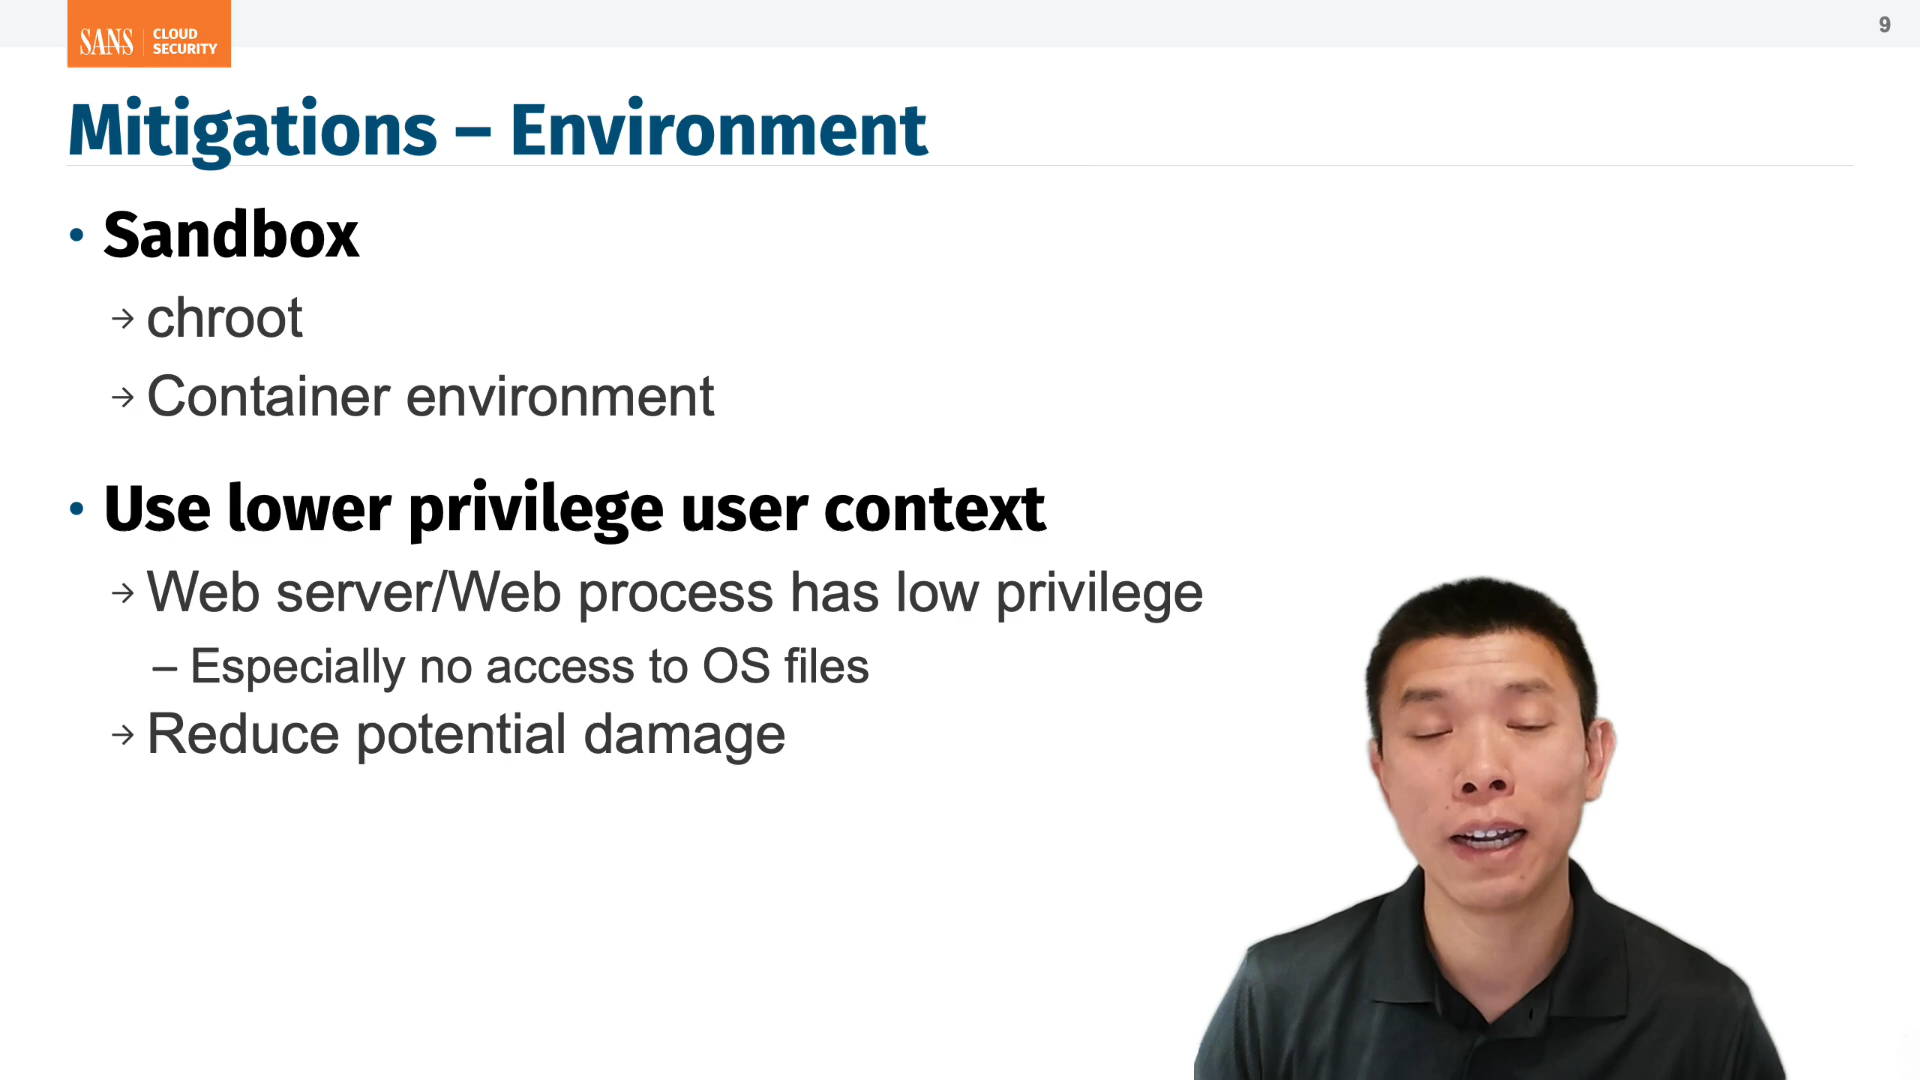 SANS
CLOUD
SECURITY
9
Mitigations – Environment
• Sandbox
→ chroot
→ Container environment
• Use lower privilege user context
→ Web server/Web process has low privilege
– Especially no access to OS files
→ Reduce potential damage